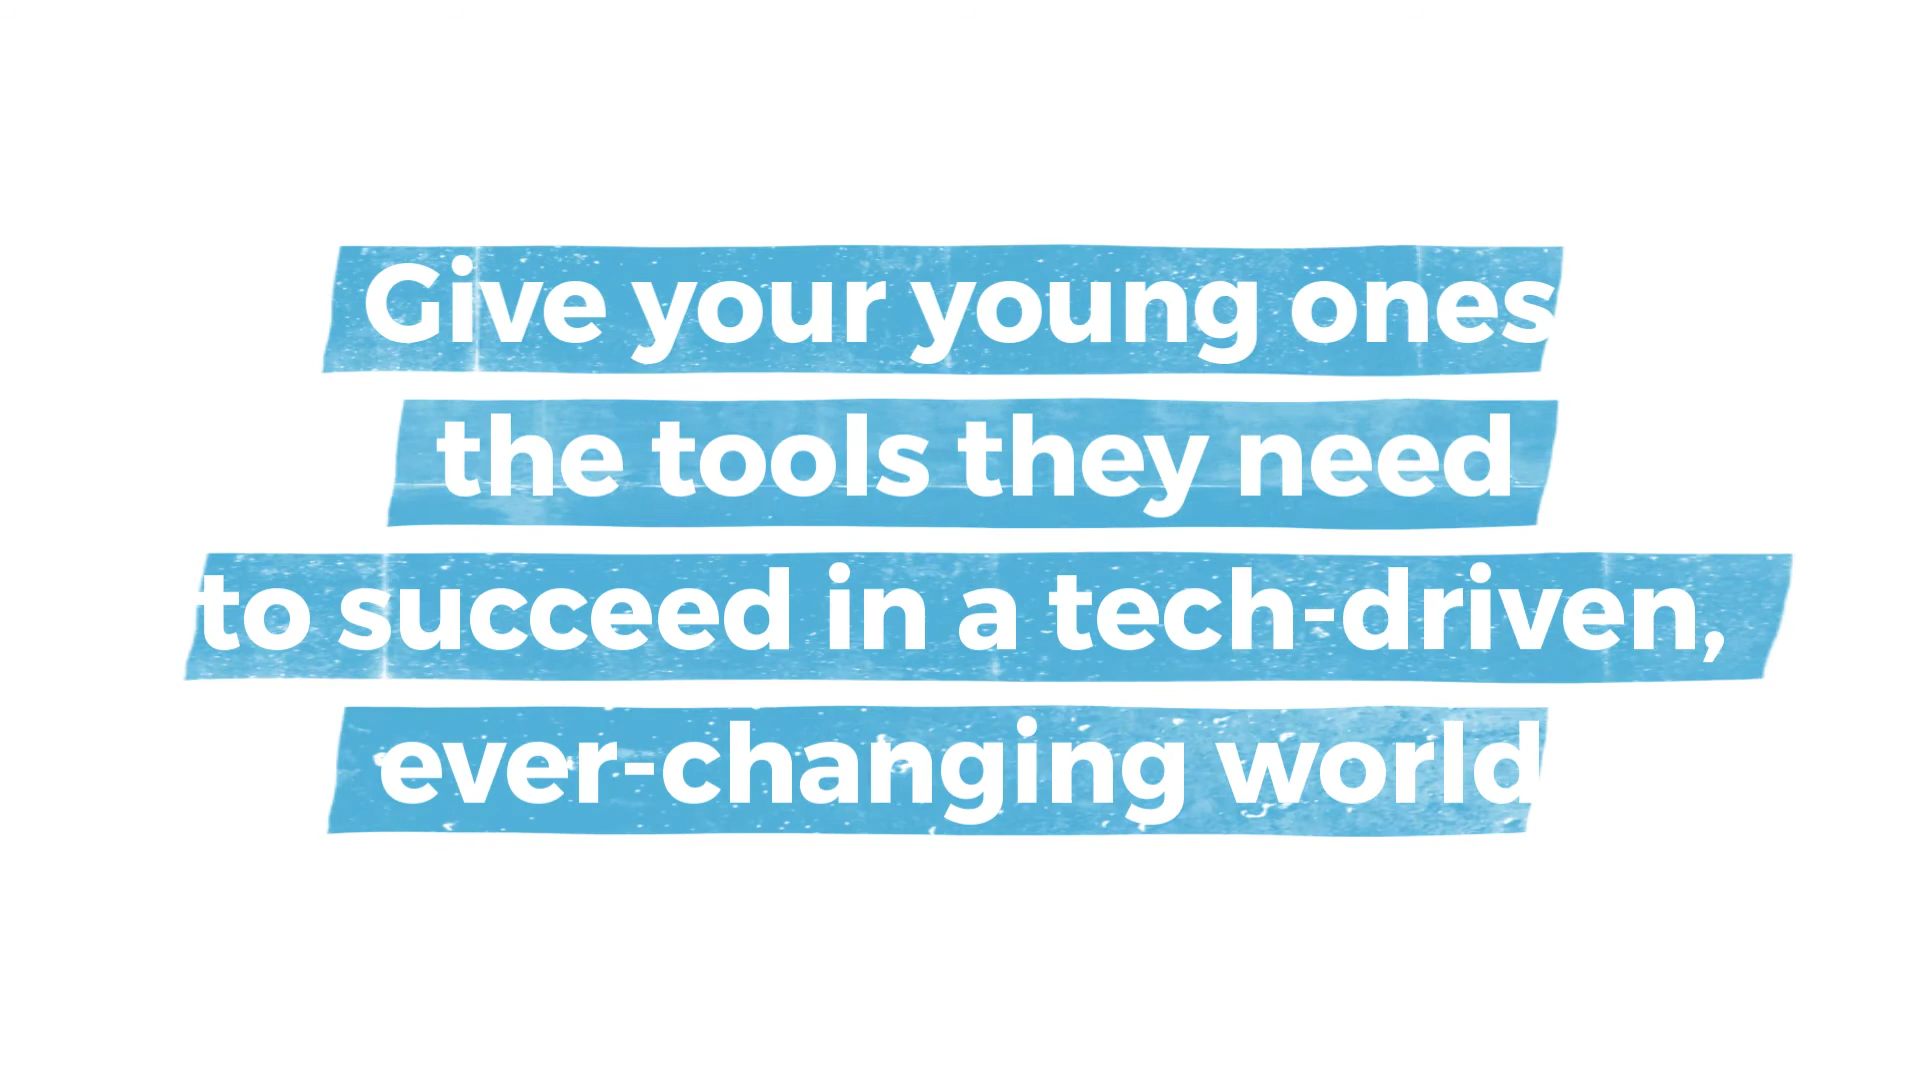 Give your young ones
the tools they need
to succeed in a tech-driven,
ever-changing world